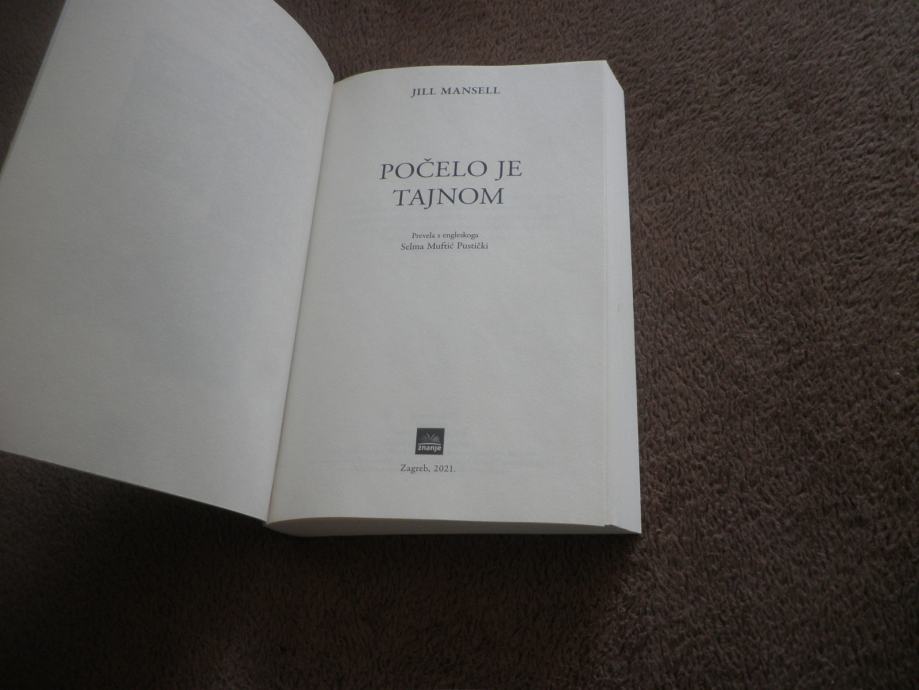 JILL MANSELL
POČELO JE
TAJNOM
Prevela s engleskoga
Selma Muftić Pustički
znanje
Zagreb, 2021.